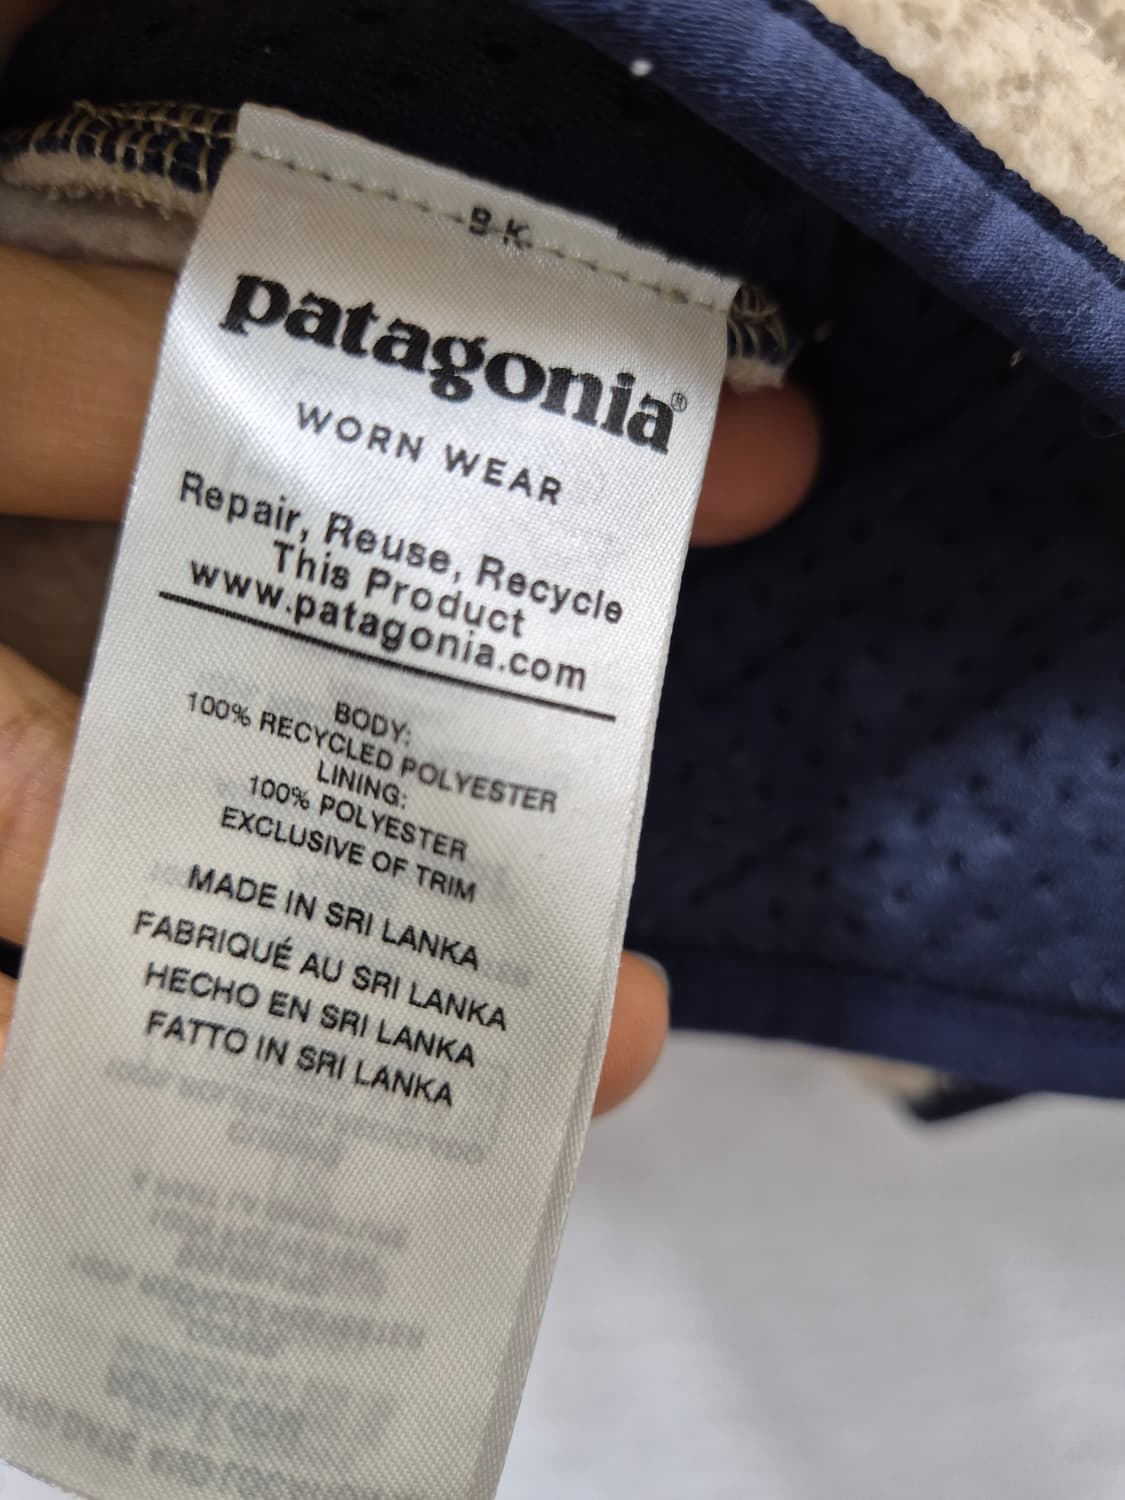 BK
patagonia®
WORN WEAR
Repair, Reuse, Recycle
This Product
www.patagonia.com
BODY:
100% RECYCLED POLYESTER
LINING:
100% POLYESTER
EXCLUSIVE OF TRIM
MADE IN SRI LANKA
FABRIQUÉ AU SRI LANKA
HECHO EN SRI LANKA
FATTO IN SRI LANKA